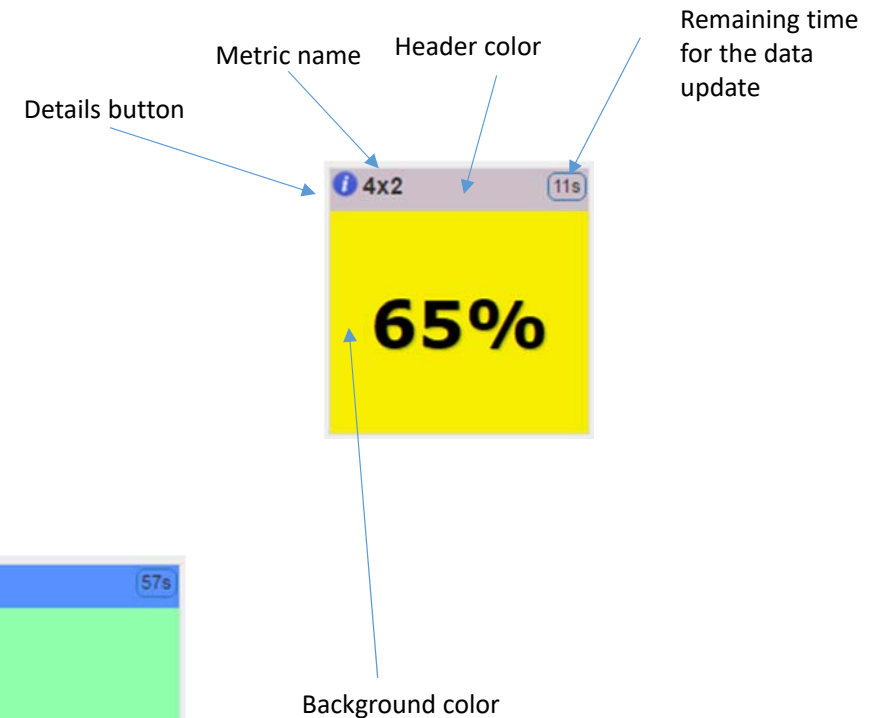 Remaining time
for the data
update
Header color
Metric name
Details button
i 4x2 11s
65%
57s
Background color